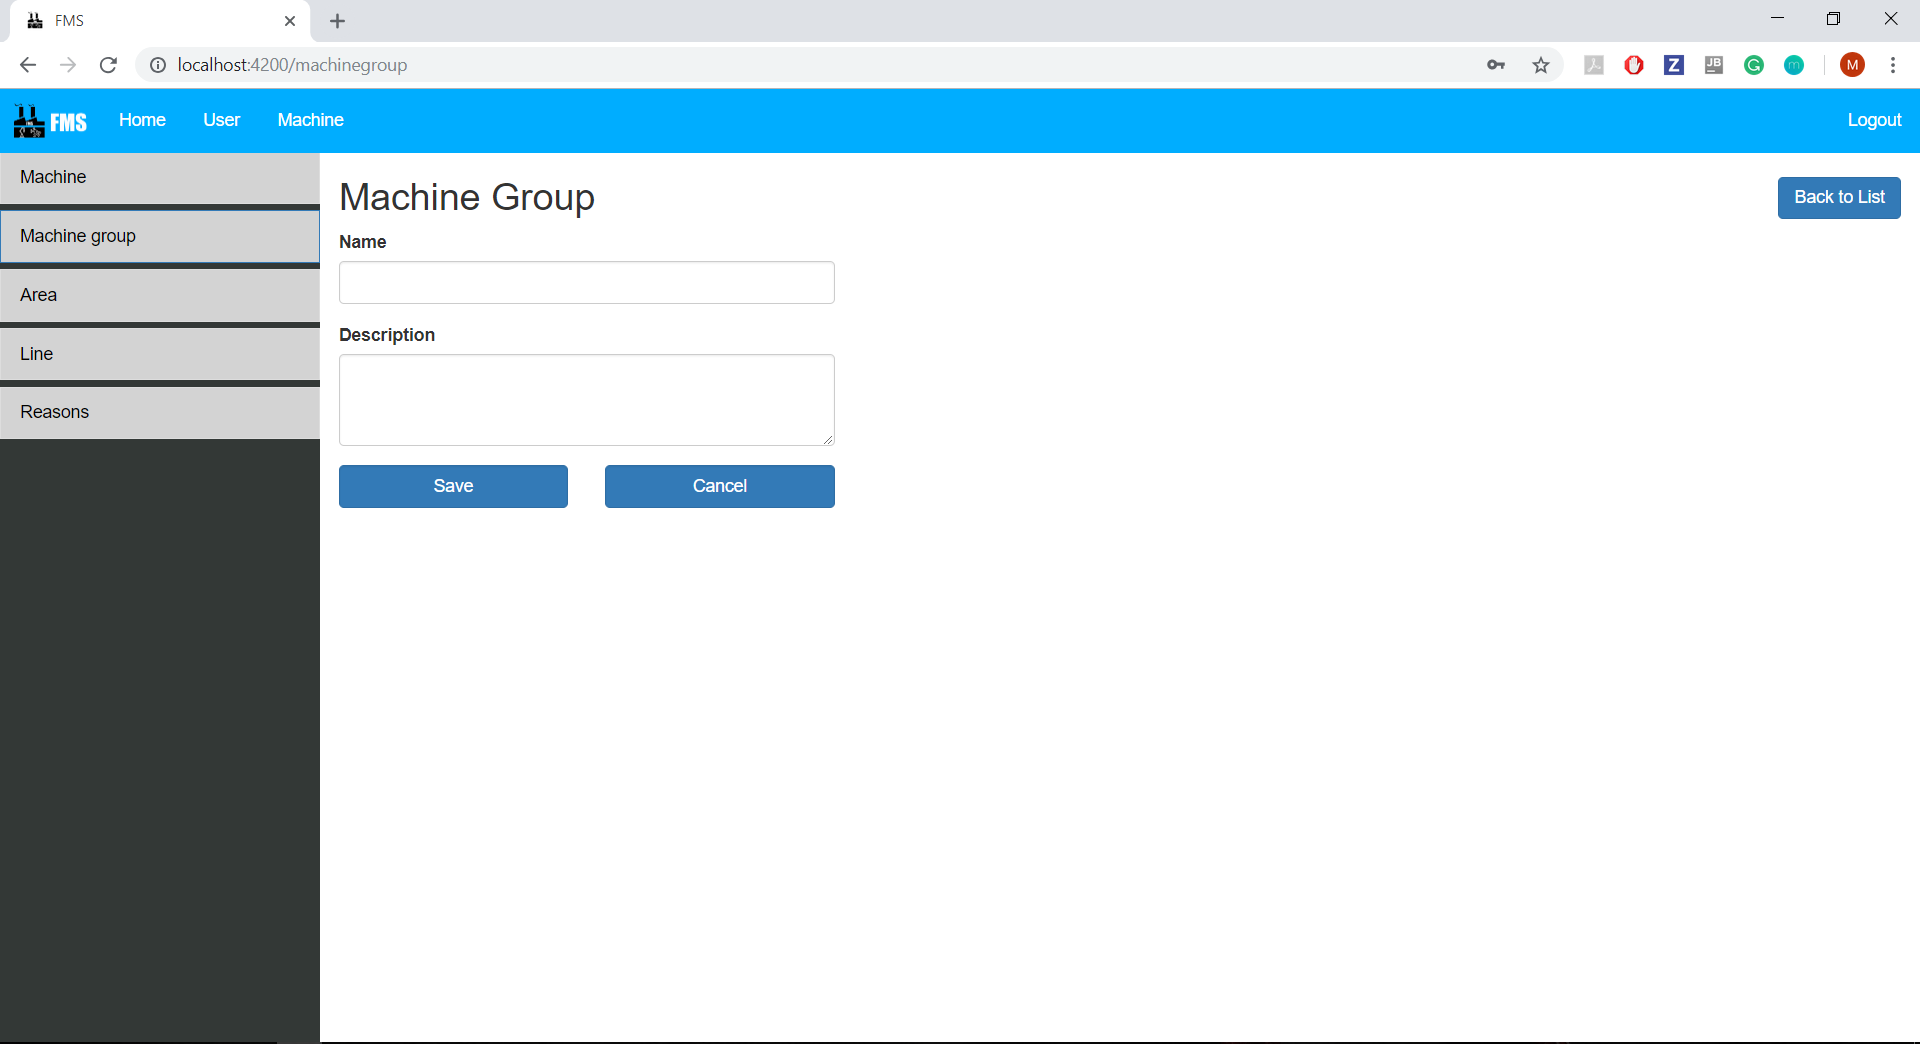 FMS
localhost:4200/machinegroup
Z
JB
G
m
M
FMS Home User Machine Logout
Machine
Machine group
Area
Line
Reasons
Machine Group
Back to List
Name
Description
Save Cancel